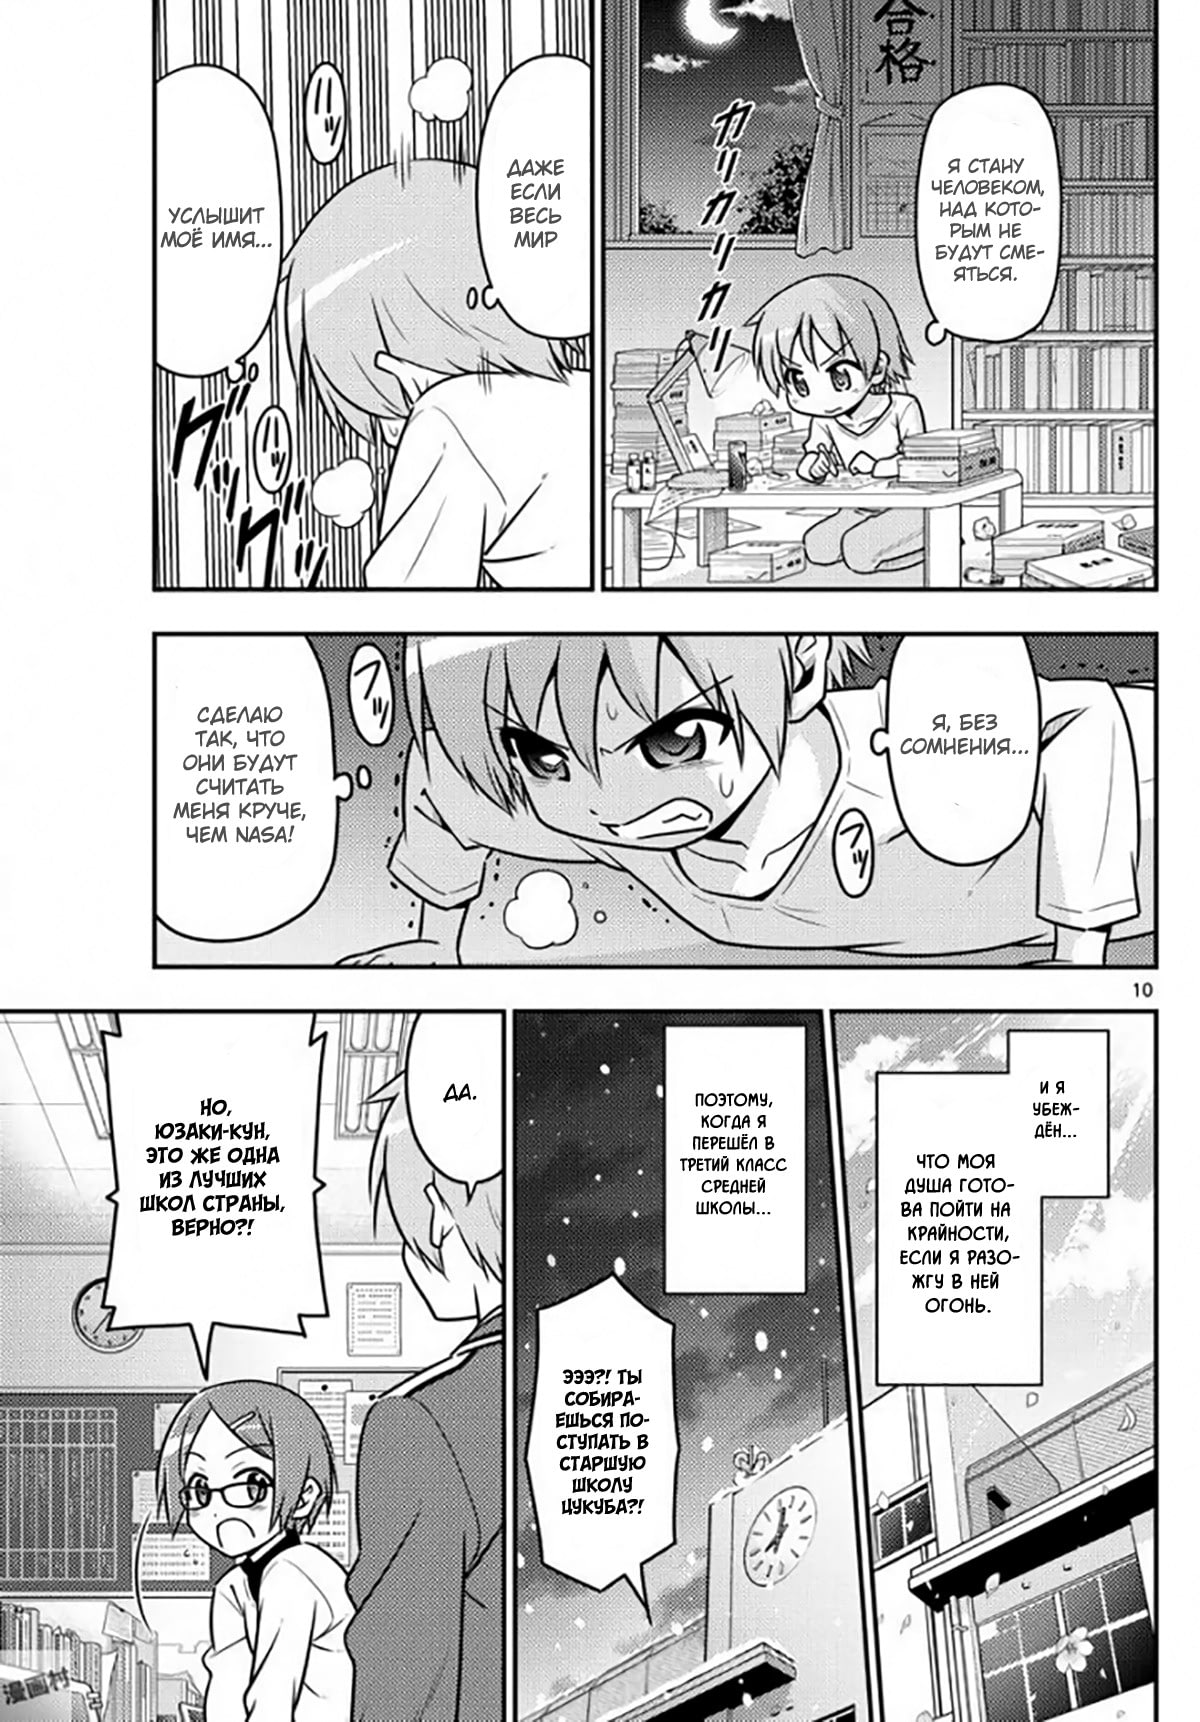 合格
Я СТАНУ
ЧЕЛОВЕКОМ,
НАД КОТО-
РЫМ НЕ
БУДУТ СМЕ-
ЯТЬСЯ.
カリカリカリカリ
ДАЖЕ
ЕСЛИ
ВЕСЬ
МИР
УСЛЫШИТ
МОЁ ИМЯ...
Я, БЕЗ
СОМНЕНИЯ...
СДЕЛАЮ
ТАК, ЧТО
ОНИ БУДУТ
СЧИТАТЬ
МЕНЯ КРУЧЕ,
ЧЕМ NASA!
10
И Я
УБЕЖ-
ДЁН...
ЧТО МОЯ
ДУША ГОТО-
ВА ПОЙТИ НА
КРАЙНОСТИ,
ЕСЛИ Я РАЗО-
ЖГУ В НЕЙ
ОГОНЬ.
ПОЭТОМУ,
КОГДА Я
ПЕРЕШЁЛ В
ТРЕТИЙ КЛАСС
СРЕДНЕЙ
ШКОЛЫ...
ЭЭЭ?! ТЫ
СОБИРА-
ЕШЬСЯ ПО-
СТУПАТЬ В
СТАРШУЮ
ШКОЛУ
ЦУКУБА?!
ДА.
НО,
ЮЗАКИ-КУН,
ЭТО ЖЕ ОДНА
ИЗ ЛУЧШИХ
ШКОЛ СТРАНЫ,
ВЕРНО?!
漫画村